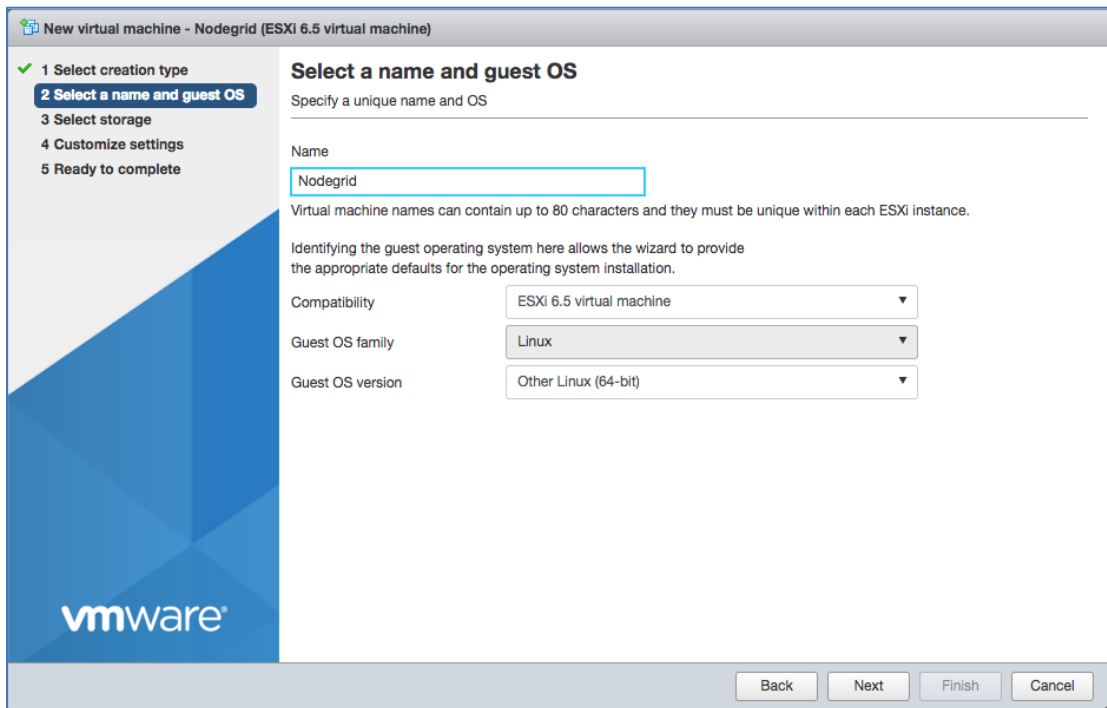 New virtual machine - Nodegrid (ESXi 6.5 virtual machine)
1 Select creation type
2 Select a name and guest OS
3 Select storage
4 Customize settings
5 Ready to complete
Select a name and guest OS
Specify a unique name and OS
Name
Nodegrid
Virtual machine names can contain up to 80 characters and they must be unique within each ESXi instance.
Identifying the guest operating system here allows the wizard to provide
the appropriate defaults for the operating system installation.
Compatibility ESXi 6.5 virtual machine
Guest OS family Linux
Guest OS version Other Linux (64-bit)
vmware®
Back Next Finish Cancel